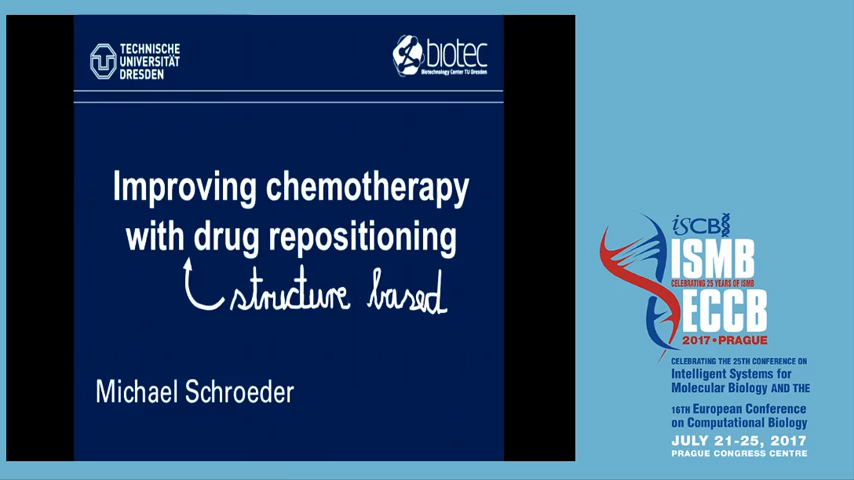 TECHNISCHE
UNIVERSITÄT
DRESDEN
biotec
Biotechnology Center TU Dresden
Improving chemotherapy
with drug repositioning
structure based
Michael Schroeder
iSCB
ISMB
CELEBRATING 25 YEARS OF ISMB
ECCB
2017 • PRAGUE
CELEBRATING THE 25TH CONFERENCE ON
Intelligent Systems for
Molecular Biology AND THE
16TH European Conference
on Computational Biology
JULY 21-25, 2017
PRAGUE CONGRESS CENTRE